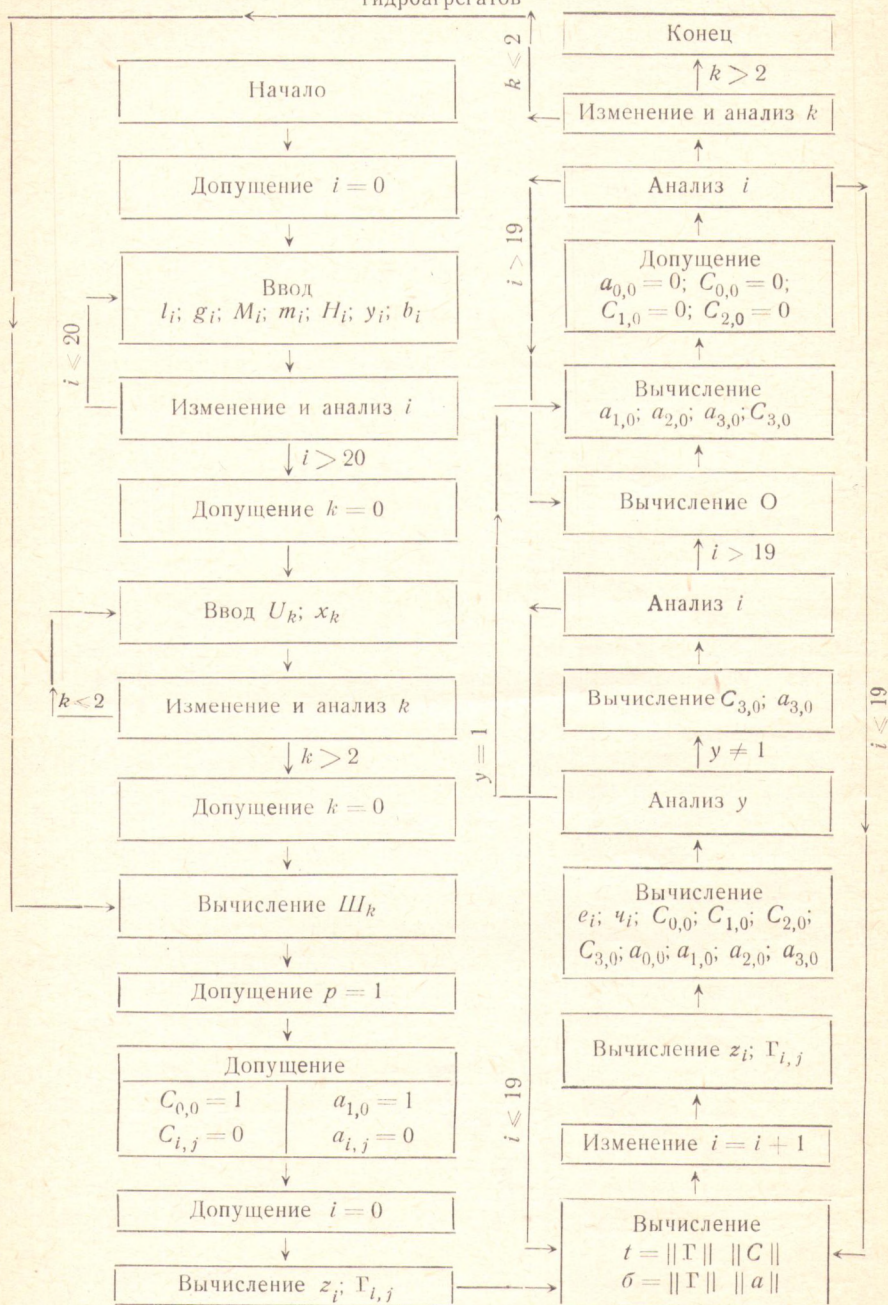 гидроагрегатов
Начало
Допущение i = 0
Ввод
l_i; g_i; M_i; m_i; H_i; y_i; b_i
i ⩽ 20
Изменение и анализ i
i > 20
Допущение k = 0
Ввод U_k; x_k
k < 2
Изменение и анализ k
k > 2
Допущение k = 0
Вычисление Ш_k
Допущение p = 1
Допущение
C_{0,0} = 1 a_{1,0} = 1
C_{i,j} = 0 a_{i,j} = 0
Допущение i = 0
Вычисление z_i; Γ_{i,j}
k ⩽ 2
Конец
k > 2
Изменение и анализ k
Анализ i
i > 19
Допущение
a_{0,0} = 0; C_{0,0} = 0;
C_{1,0} = 0; C_{2,0} = 0
Вычисление
a_{1,0}; a_{2,0}; a_{3,0}; C_{3,0}
Вычисление О
i > 19
Анализ i
Вычисление C_{3,0}; a_{3,0}
i ⩽ 19
y ≠ 1
y = 1
Анализ y
Вычисление
e_i; ч_i; C_{0,0}; C_{1,0}; C_{2,0};
C_{3,0}; a_{0,0}; a_{1,0}; a_{2,0}; a_{3,0}
Вычисление z_i; Γ_{i,j}
i ⩽ 19
Изменение i = i + 1
Вычисление
t = || Γ || || C ||
б = || Γ || || a ||